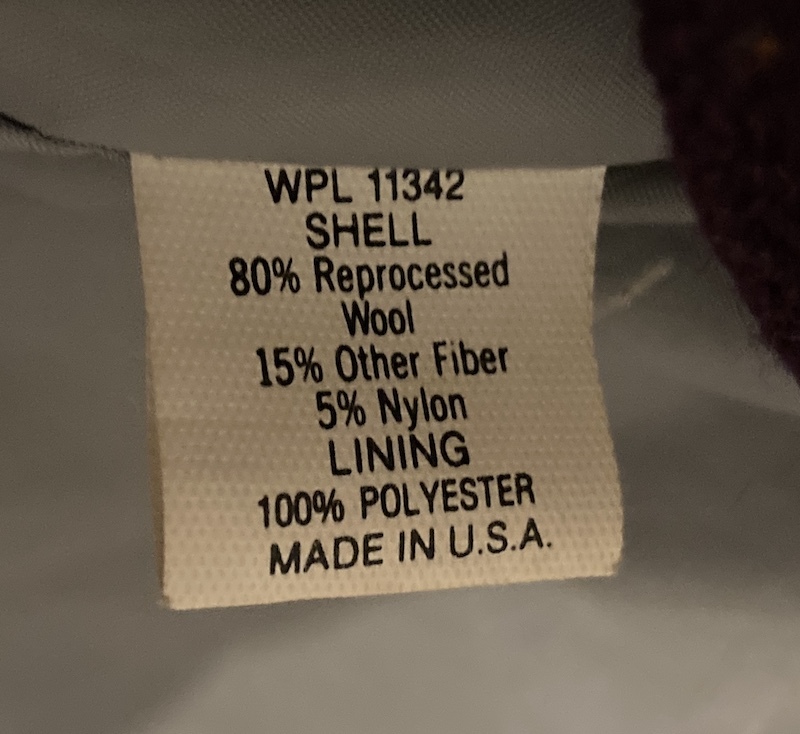 WPL 11342
SHELL
80% Reprocessed
Wool
15% Other Fiber
5% Nylon
LINING
100% POLYESTER
MADE IN U.S.A.